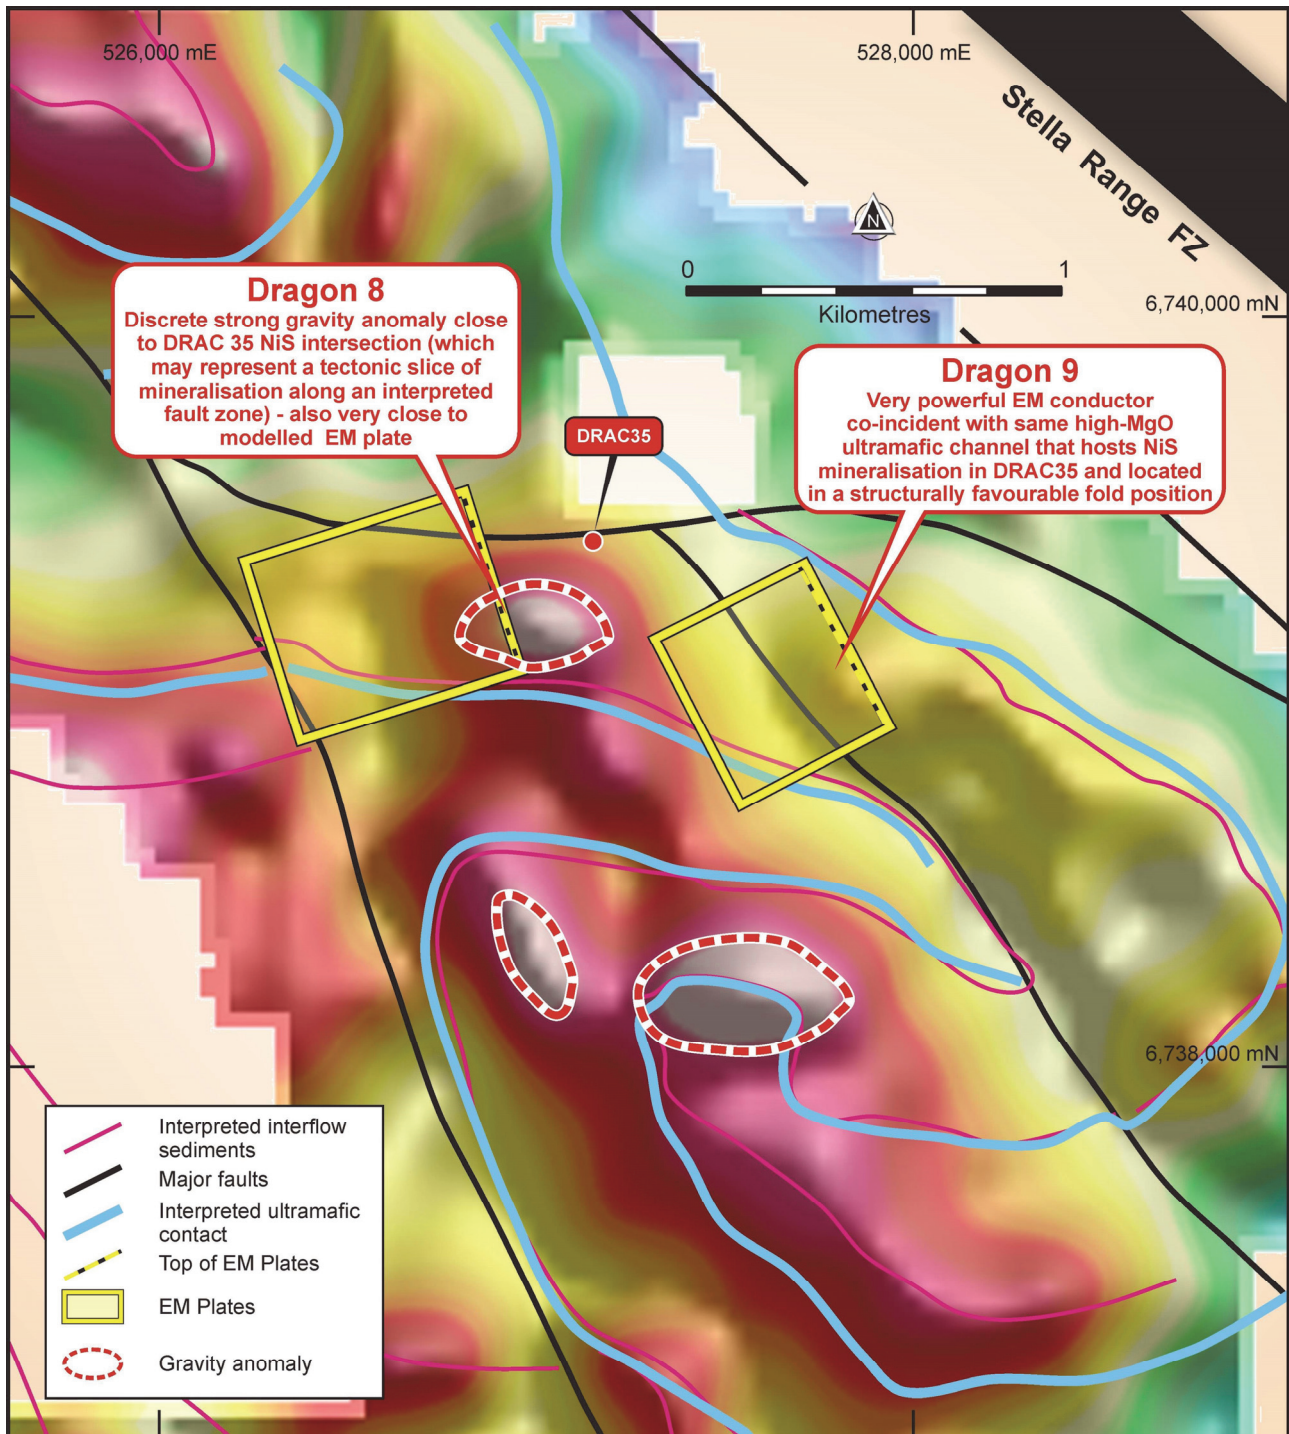 526,000 mE
528,000 mE
Stella Range FZ
N
0 1
Kilometres
6,740,000 mN
Dragon 8
Discrete strong gravity anomaly close
to DRAC 35 NiS intersection (which
may represent a tectonic slice of
mineralisation along an interpreted
fault zone) - also very close to
modelled EM plate
DRAC35
Dragon 9
Very powerful EM conductor
co-incident with same high-MgO
ultramafic channel that hosts NiS
mineralisation in DRAC35 and located
in a structurally favourable fold position
6,738,000 mN
Interpreted interflow
sediments
Major faults
Interpreted ultramafic
contact
Top of EM Plates
EM Plates
Gravity anomaly